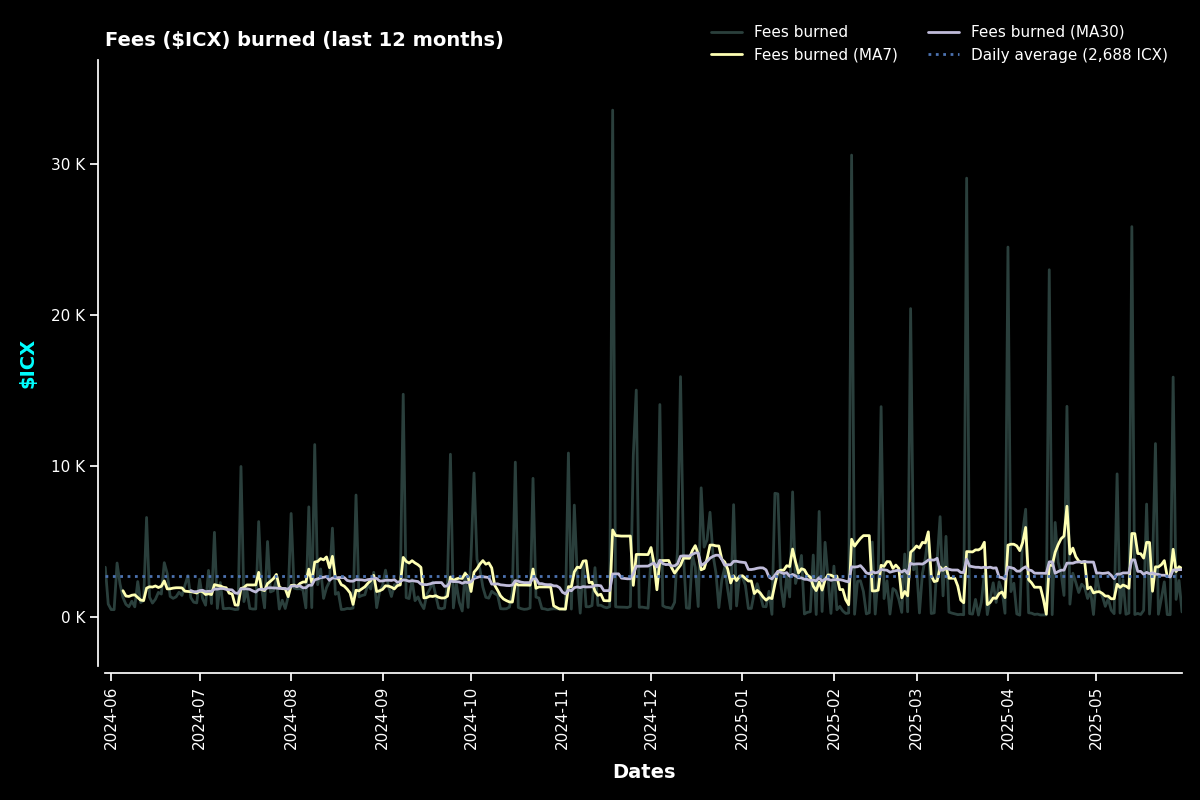 Fees ($ICX) burned (last 12 months)
Fees burned
Fees burned (MA7)
Fees burned (MA30)
Daily average (2,688 ICX)
$ICX
30 K
20 K
10 K
0 K
2024-06
2024-07
2024-08
2024-09
2024-10
2024-11
2024-12
2025-01
2025-02
2025-03
2025-04
2025-05
Dates